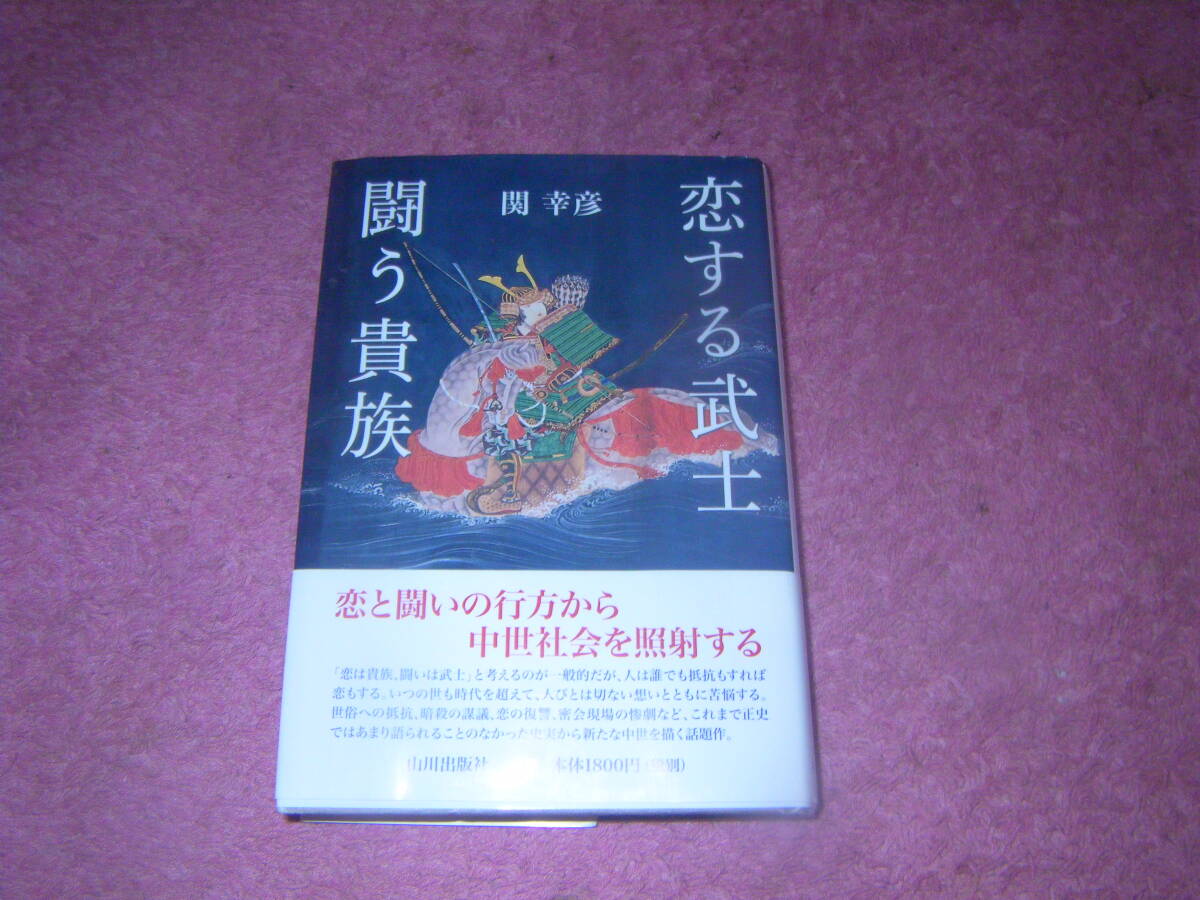 恋する武士
闘う貴族
関 幸彦
恋と闘いの行方から
中世社会を照射する
「恋は貴族、闘いは武士」と考えるのが一般的だが、人は誰でも抵抗もすれば
恋もする。いつの世も時代を超えて、人びとは切ない想いとともに苦悩する。
世俗への抵抗、暗殺の謀議、恋の復讐、密会現場の惨劇など、これまで正史
ではあまり語られることのなかった史実から新たな中世を描く話題作。
山川出版社 本体1800円